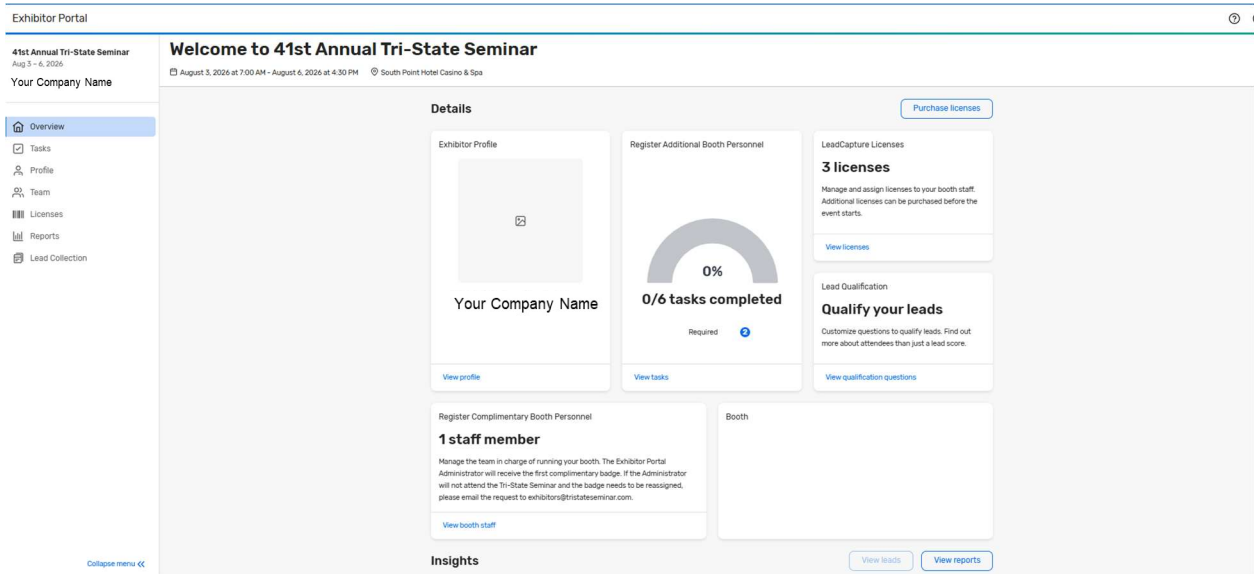 Exhibitor Portal
41st Annual Tri-State Seminar
Aug 3 – 6, 2026
Your Company Name
Overview
Tasks
Profile
Team
Licenses
Reports
Lead Collection
Collapse menu
Welcome to 41st Annual Tri-State Seminar
August 3, 2026 at 7:00 AM - August 6, 2026 at 4:30 PM South Point Hotel Casino & Spa
Details
Purchase licenses
Exhibitor Profile
Your Company Name
View profile
Register Additional Booth Personnel
0%
0/6 tasks completed
Required 2
View tasks
LeadCapture Licenses
3 licenses
Manage and assign licenses to your booth staff.
Additional licenses can be purchased before the
event starts.
View licenses
Lead Qualification
Qualify your leads
Customize questions to qualify leads. Find out
more about attendees than just a lead score.
View qualification questions
Register Complimentary Booth Personnel
1 staff member
Manage the team in charge of running your booth. The Exhibitor Portal
Administrator will receive the first complimentary badge. If the Administrator
will not attend the Tri-State Seminar and the badge needs to be reassigned,
please email the request to exhibitors@tristateseminar.com.
View booth staff
Booth
Insights
View leads
View reports